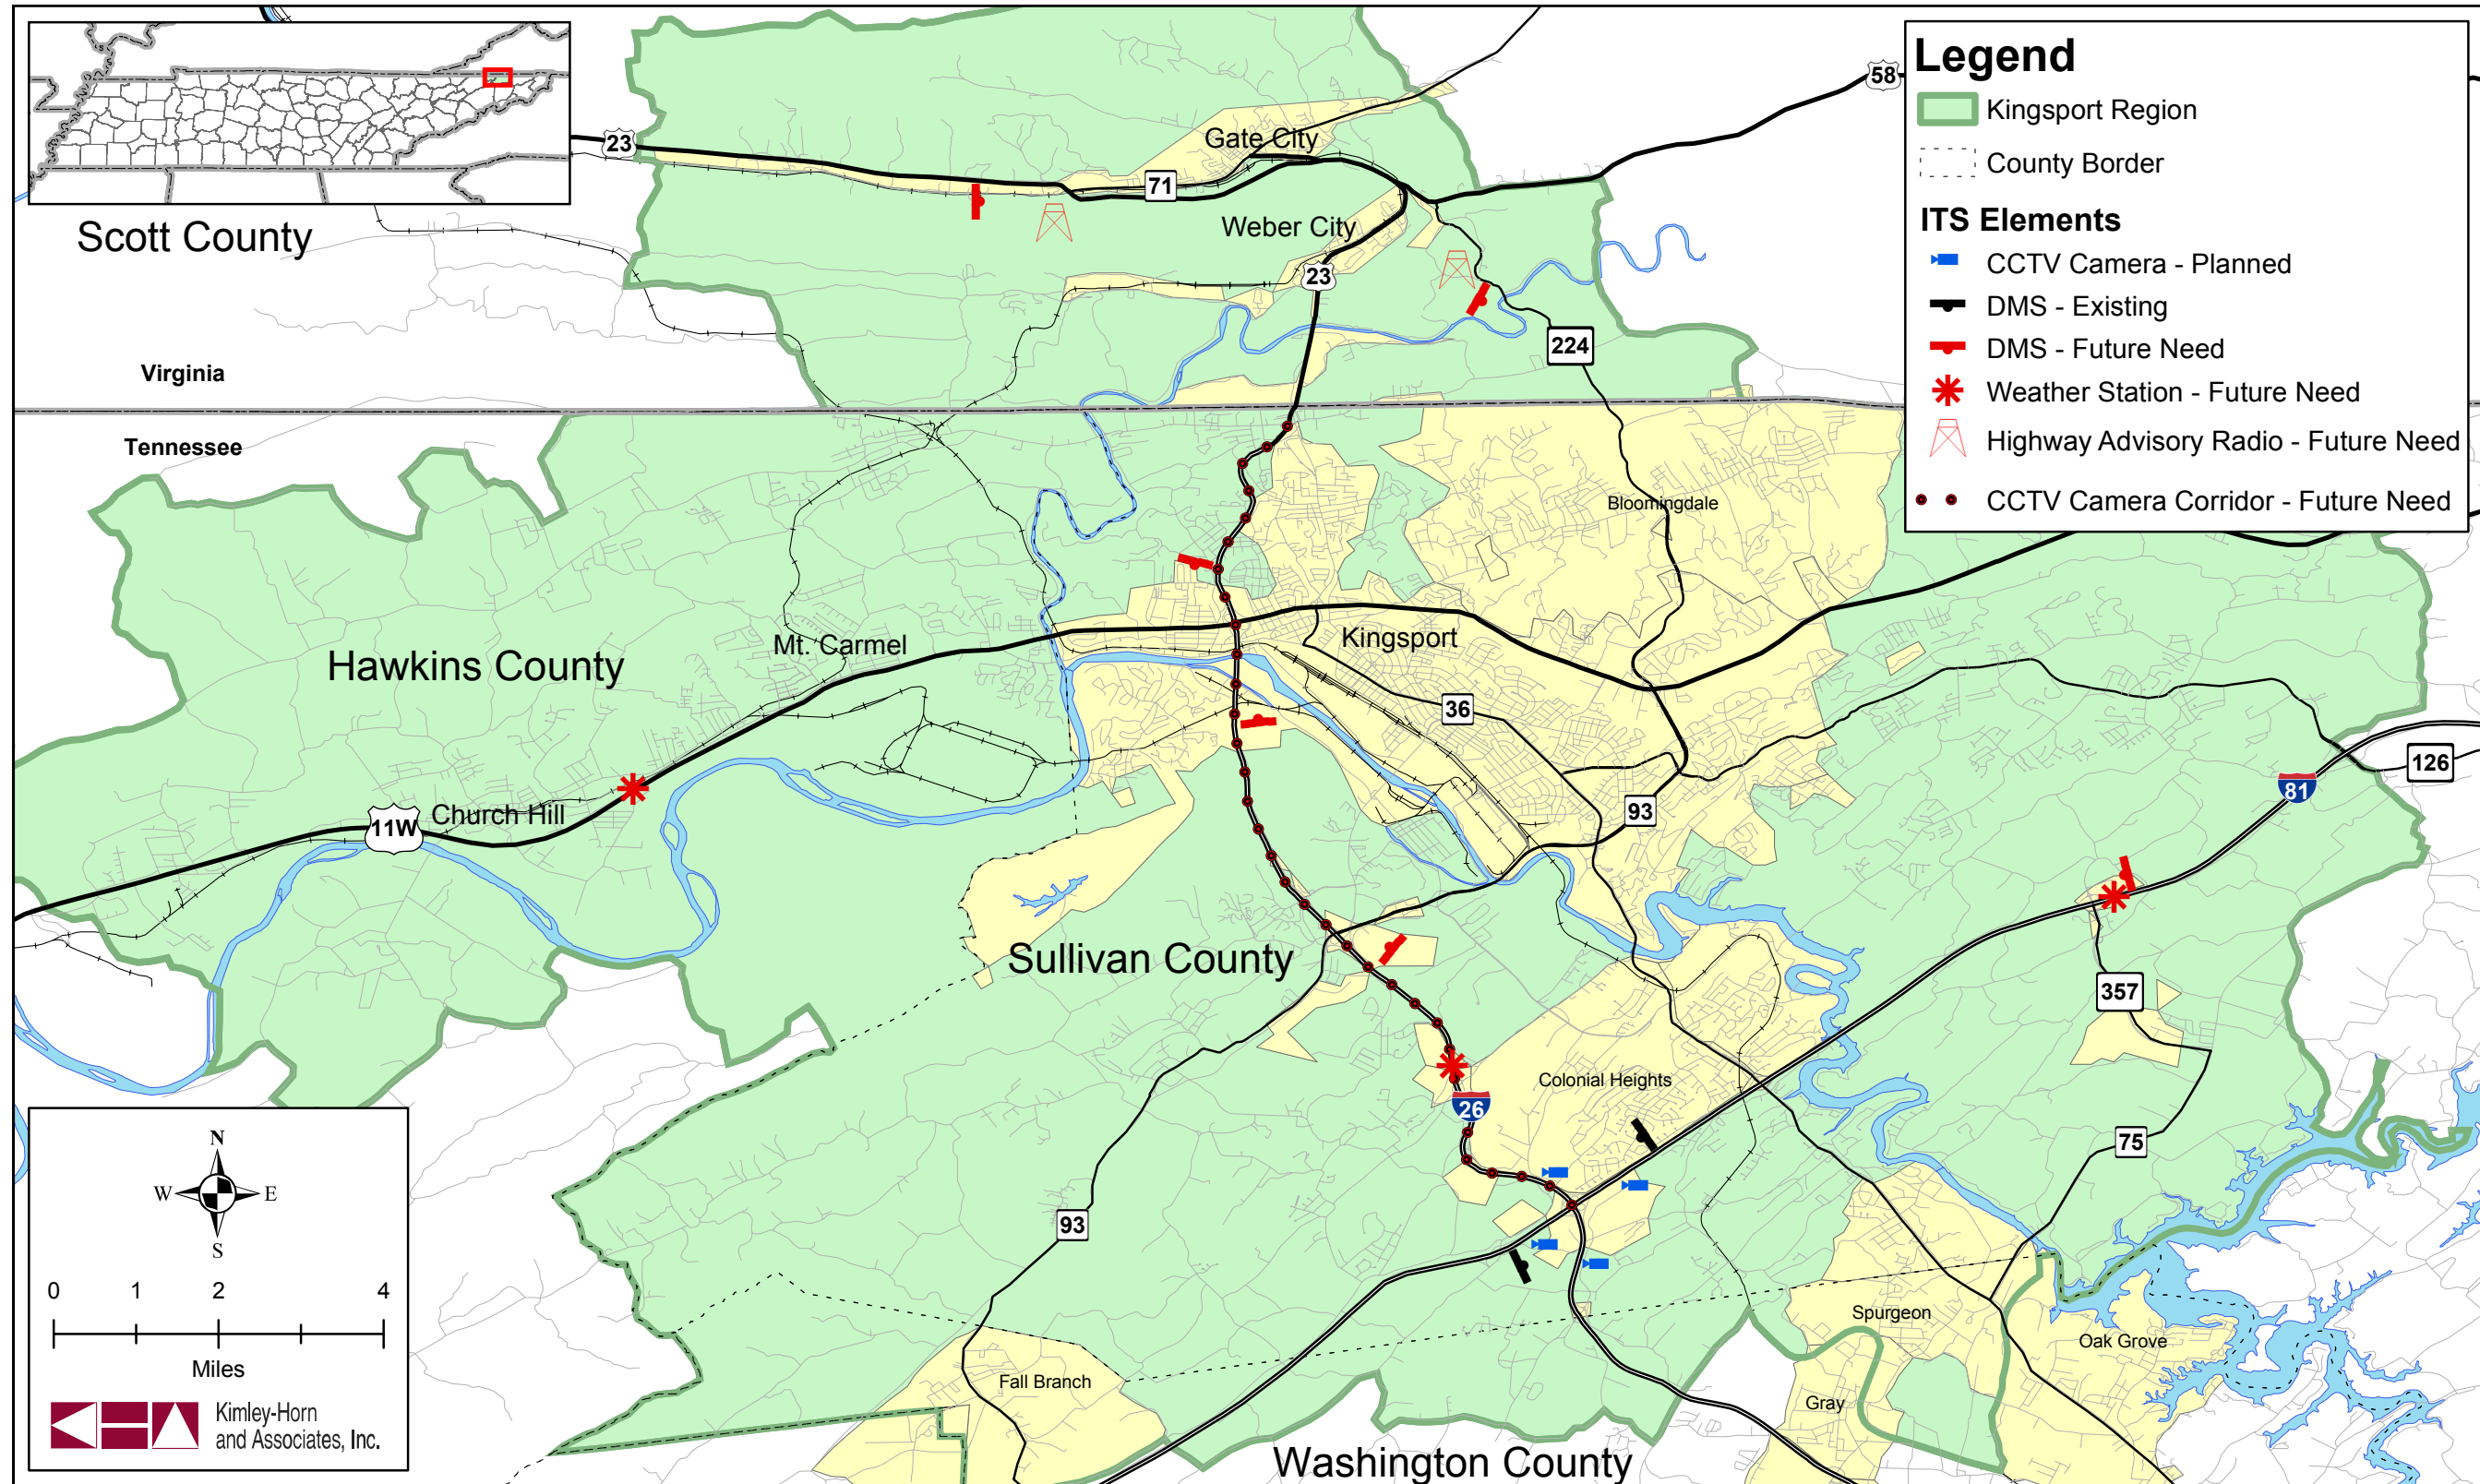 Legend
Kingsport Region
County Border
ITS Elements
CCTV Camera - Planned
DMS - Existing
DMS - Future Need
Weather Station - Future Need
Highway Advisory Radio - Future Need
CCTV Camera Corridor - Future Need
58
23
Gate City
71
Weber City
Scott County
23
224
Virginia
Tennessee
Bloomingdale
Kingsport
Mt. Carmel
Hawkins County
36
126
81
93
11W
Church Hill
Sullivan County
357
Colonial Heights
26
75
93
Spurgeon
Oak Grove
Fall Branch
Gray
Washington County
N
W E
S
0 1 2 4
Miles
Kimley-Horn
and Associates, Inc.